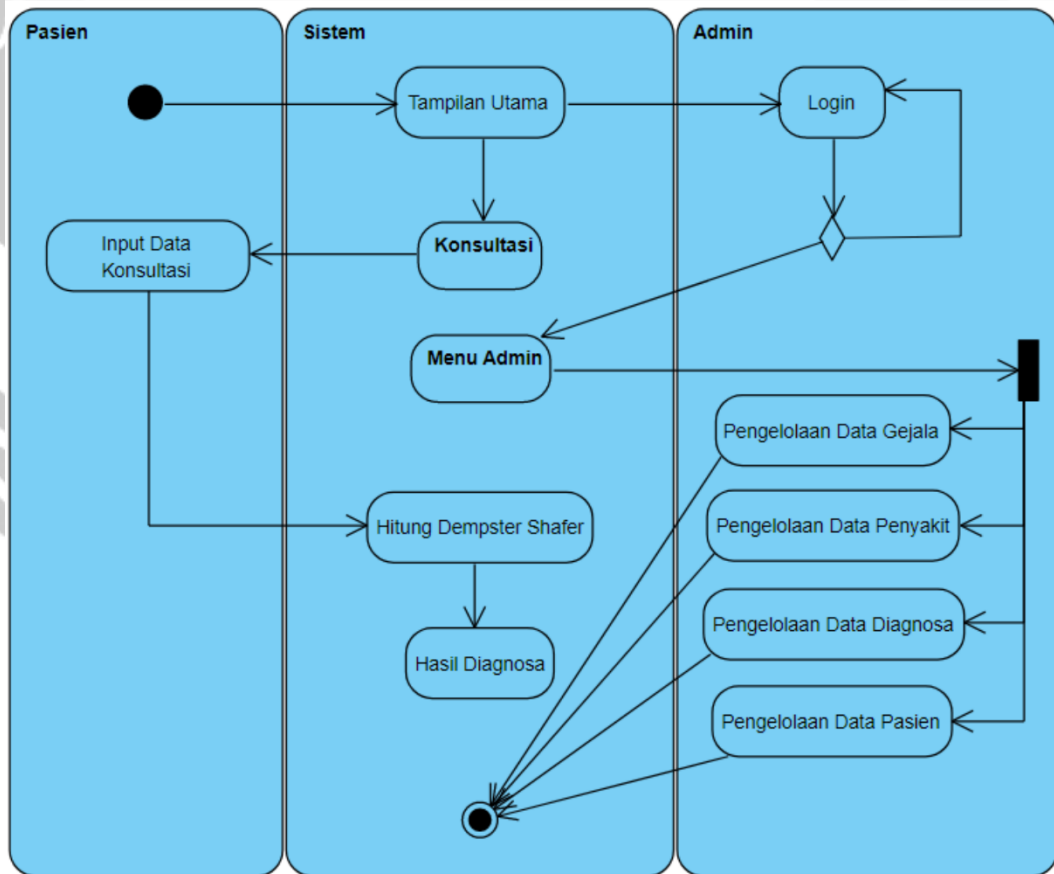 Pasien
Sistem
Admin
Tampilan Utama
Login
Input Data
Konsultasi
Konsultasi
Menu Admin
Pengelolaan Data Gejala
Hitung Dempster Shafer
Pengelolaan Data Penyakit
Pengelolaan Data Diagnosa
Hasil Diagnosa
Pengelolaan Data Pasien